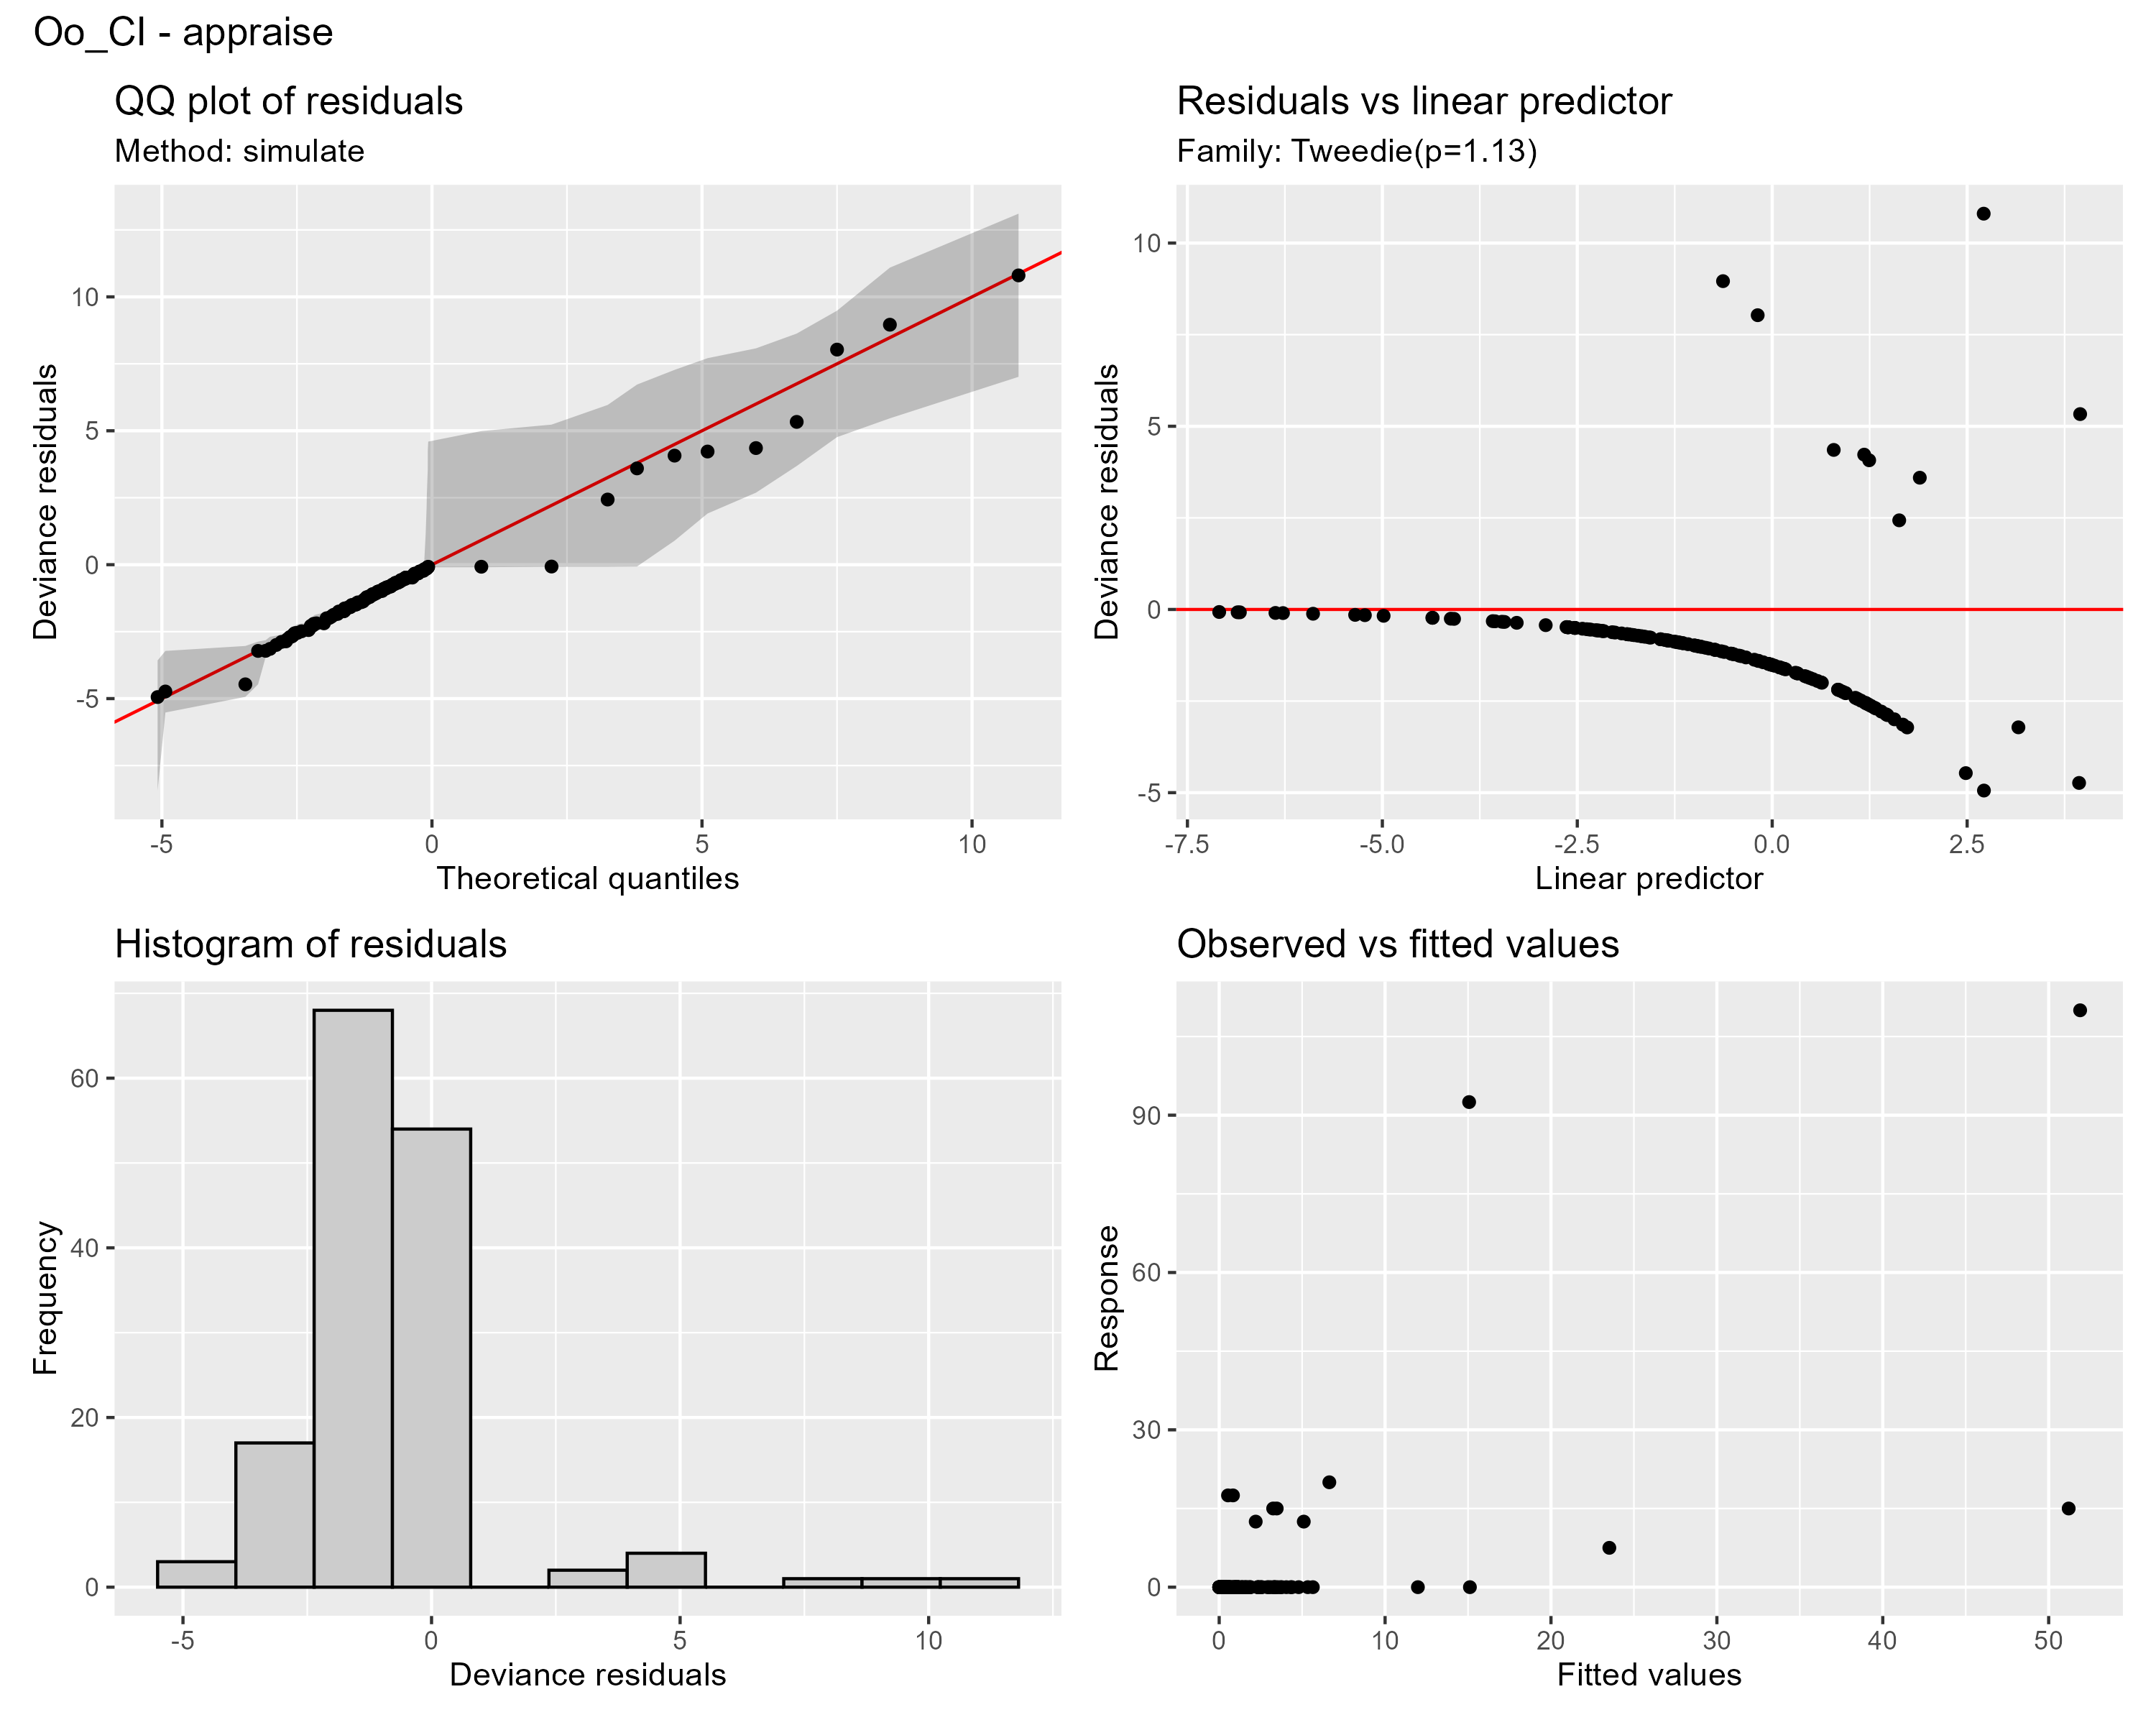 Oo_CI - appraise
QQ plot of residuals
Method: simulate
10
5
0
-5
-5
0
5
10
Deviance residuals
Theoretical quantiles
Residuals vs linear predictor
Family: Tweedie(p=1.13)
10
5
0
-5
-7.5
-5.0
-2.5
0.0
2.5
Deviance residuals
Linear predictor
Histogram of residuals
60
40
20
0
-5
0
5
10
Frequency
Deviance residuals
Observed vs fitted values
90
60
30
0
0
10
20
30
40
50
Response
Fitted values